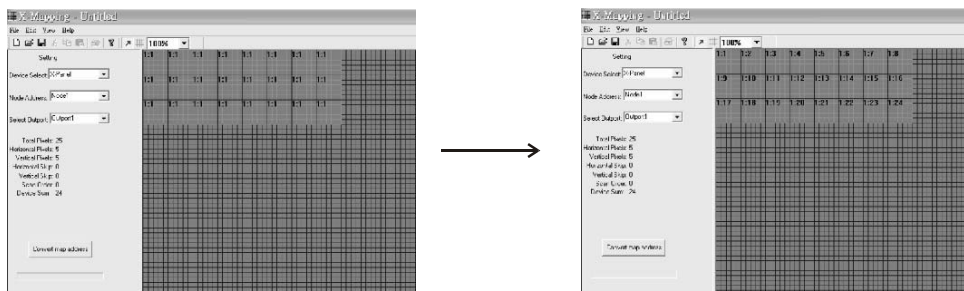 X-Mapping - Untitled
File Edit View Help
100%
Setting
Device Select: X-Panel
Node Address: Node1
Select Outport: Outport1
Total Pixels: 25
Horizontal Pixels: 5
Vertical Pixels: 5
Horizontal Skip: 0
Vertical Skip: 0
Scan Order: 0
Device Sum: 24
Convert map address
1:1 1:1 1:1 1:1 1:1 1:1 1:1 1:1
1:1 1:1 1:1 1:1 1:1 1:1 1:1 1:1
1:1 1:1 1:1 1:1 1:1 1:1 1:1 1:1
X-Mapping - Untitled
File Edit View Help
100%
Setting
Device Select: X-Panel
Node Address: Node1
Select Outport: Outport1
Total Pixels: 25
Horizontal Pixels: 5
Vertical Pixels: 5
Horizontal Skip: 0
Vertical Skip: 0
Scan Order: 0
Device Sum: 24
Convert map address
1:1 1:2 1:3 1:4 1:5 1:6 1:7 1:8
1:9 1:10 1:11 1:12 1:13 1:14 1:15 1:16
1:17 1:18 1:19 1:20 1:21 1:22 1:23 1:24